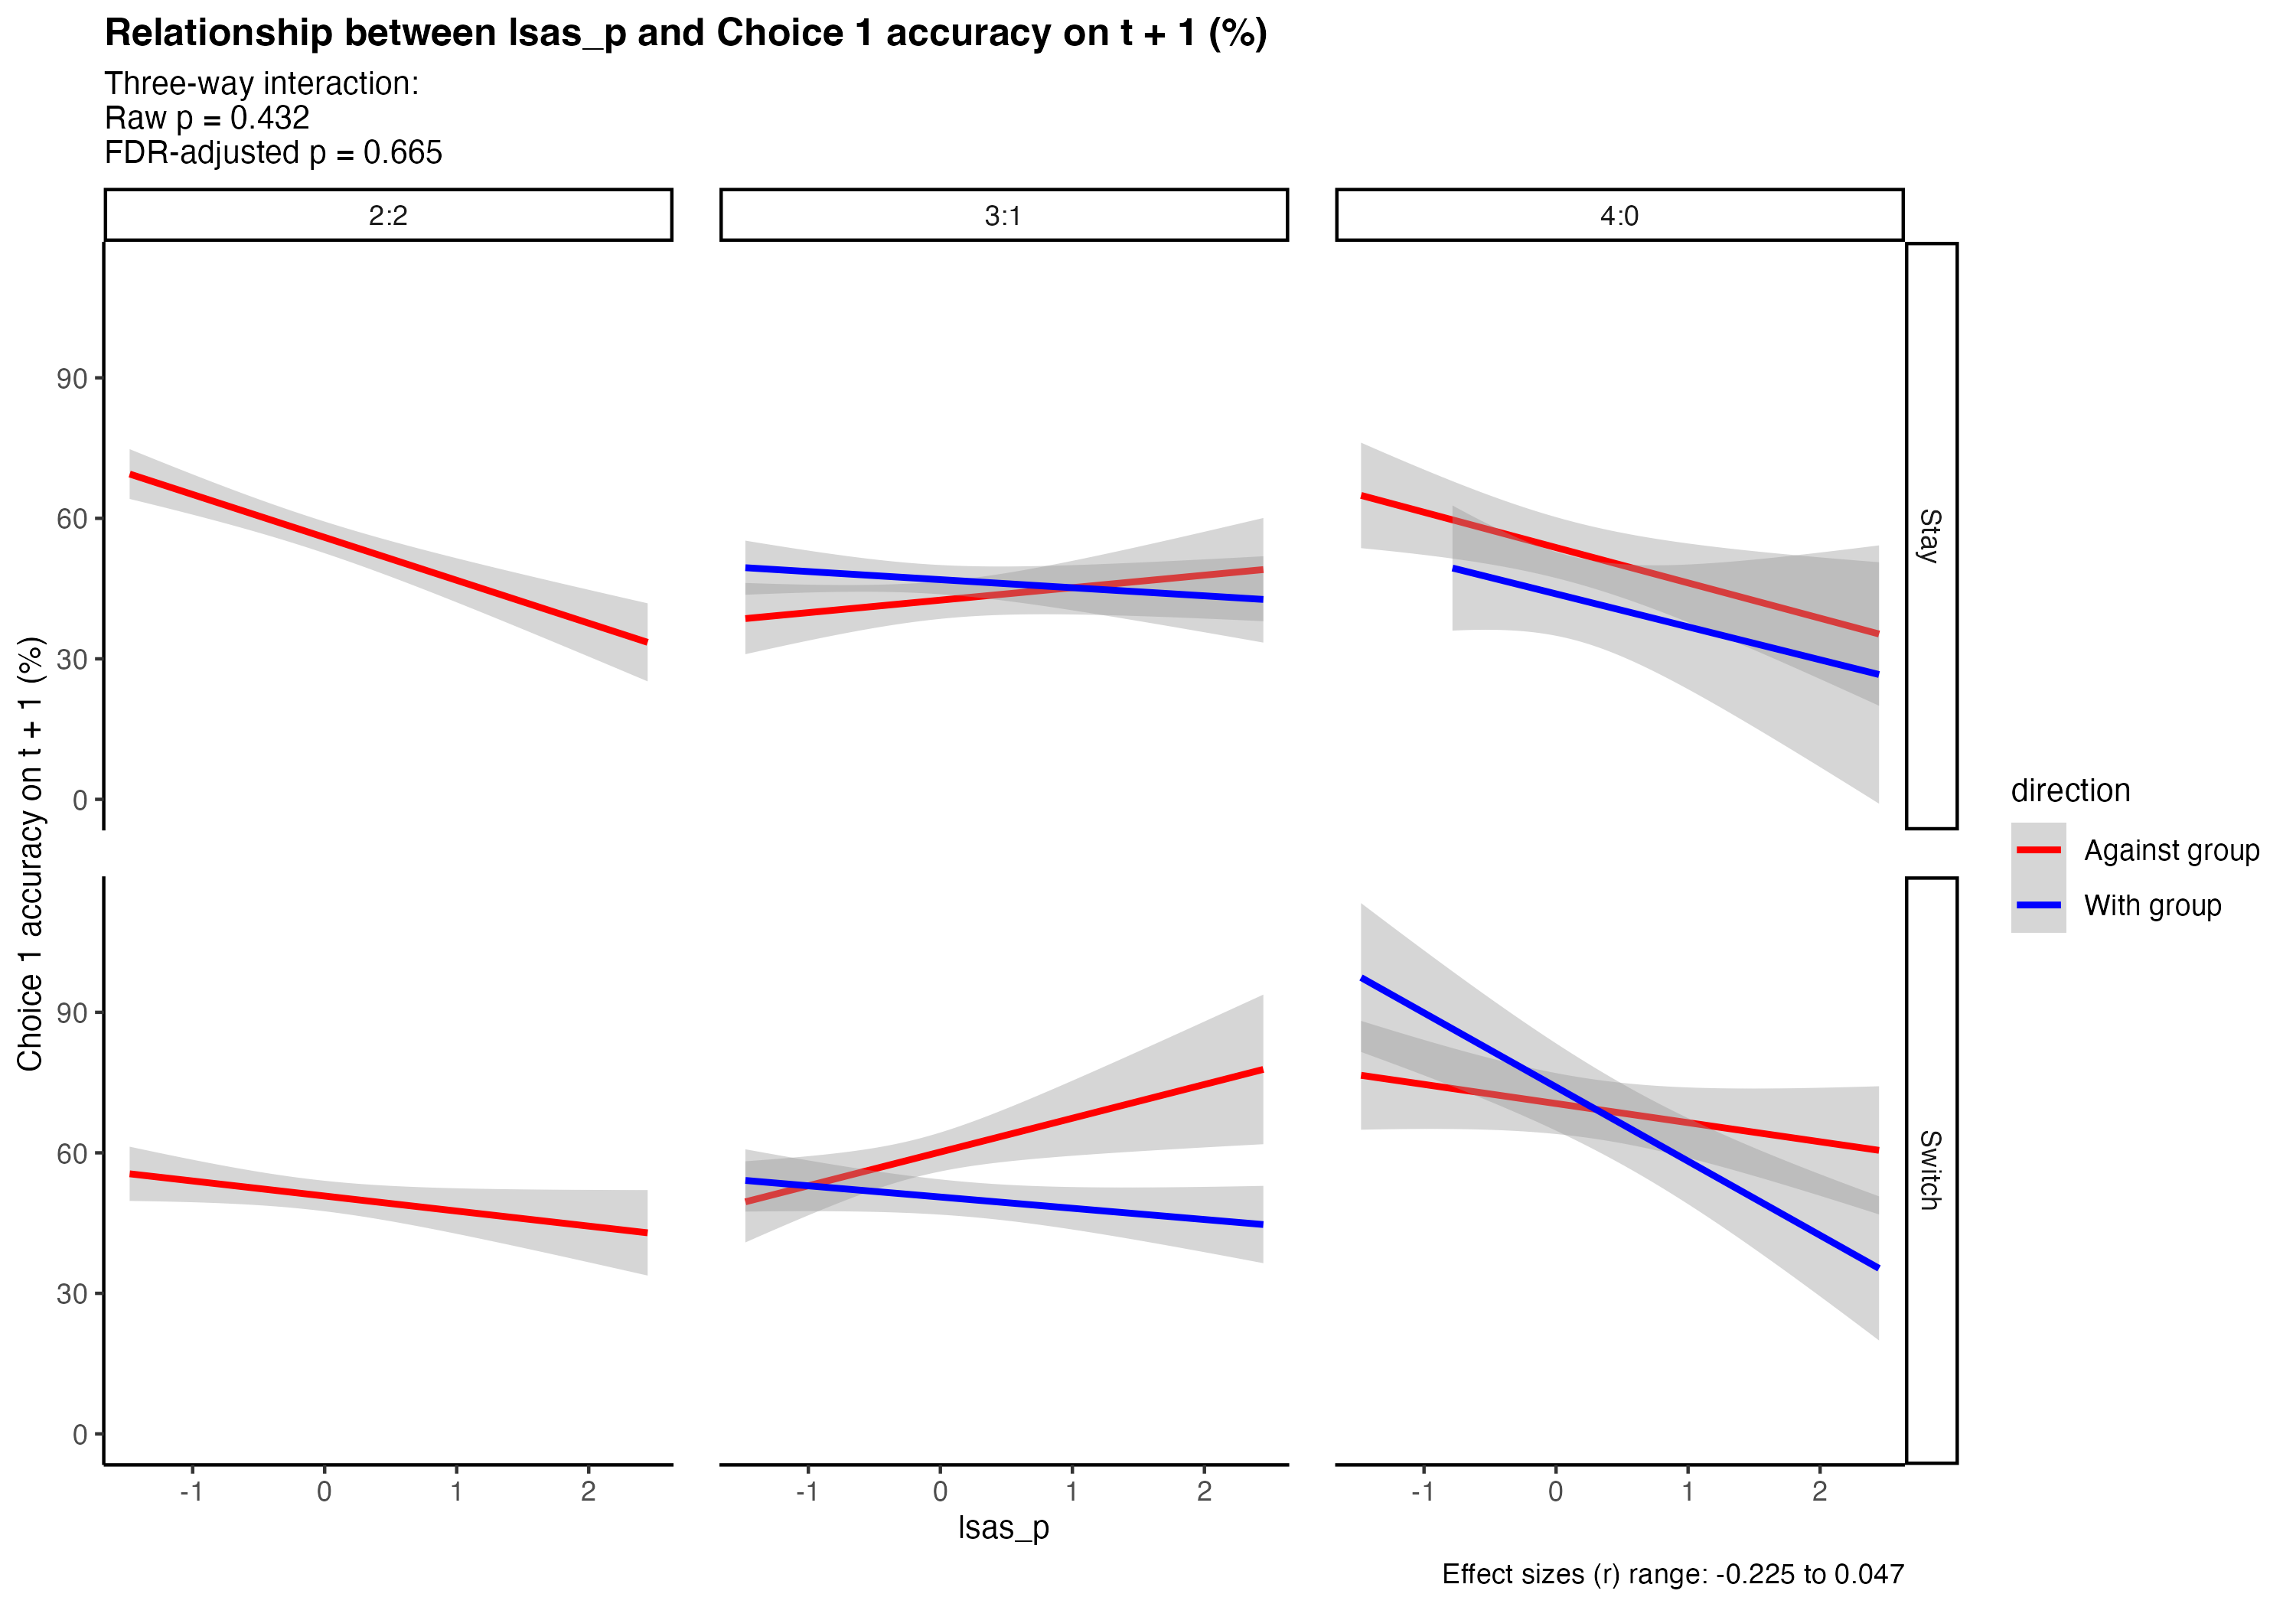 Relationship between lsas_p and Choice 1 accuracy on t + 1 (%)
Three-way interaction:
Raw p = 0.432
FDR-adjusted p = 0.665
2:2
3:1
4:0
Stay
Switch
Choice 1 accuracy on t + 1 (%)
90
60
30
0
90
60
30
0
-1
0
1
2
-1
0
1
2
-1
0
1
2
lsas_p
direction
Against group
With group
Effect sizes (r) range: -0.225 to 0.047